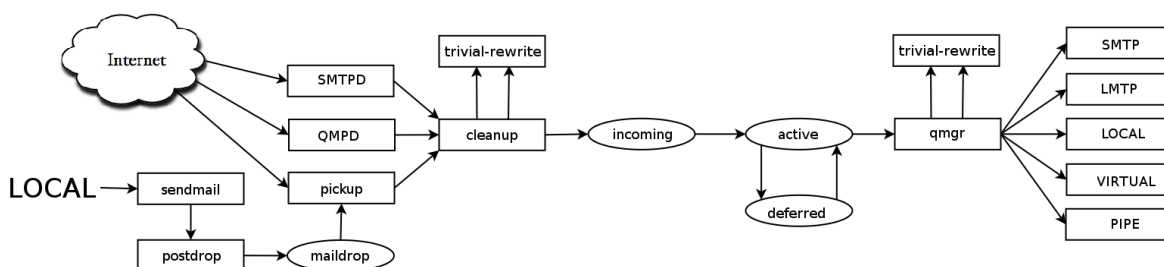 Internet
SMTPD
QMPD
pickup
LOCAL
sendmail
postdrop
maildrop
trivial-rewrite
cleanup
incoming
active
deferred
trivial-rewrite
qmgr
SMTP
LMTP
LOCAL
VIRTUAL
PIPE